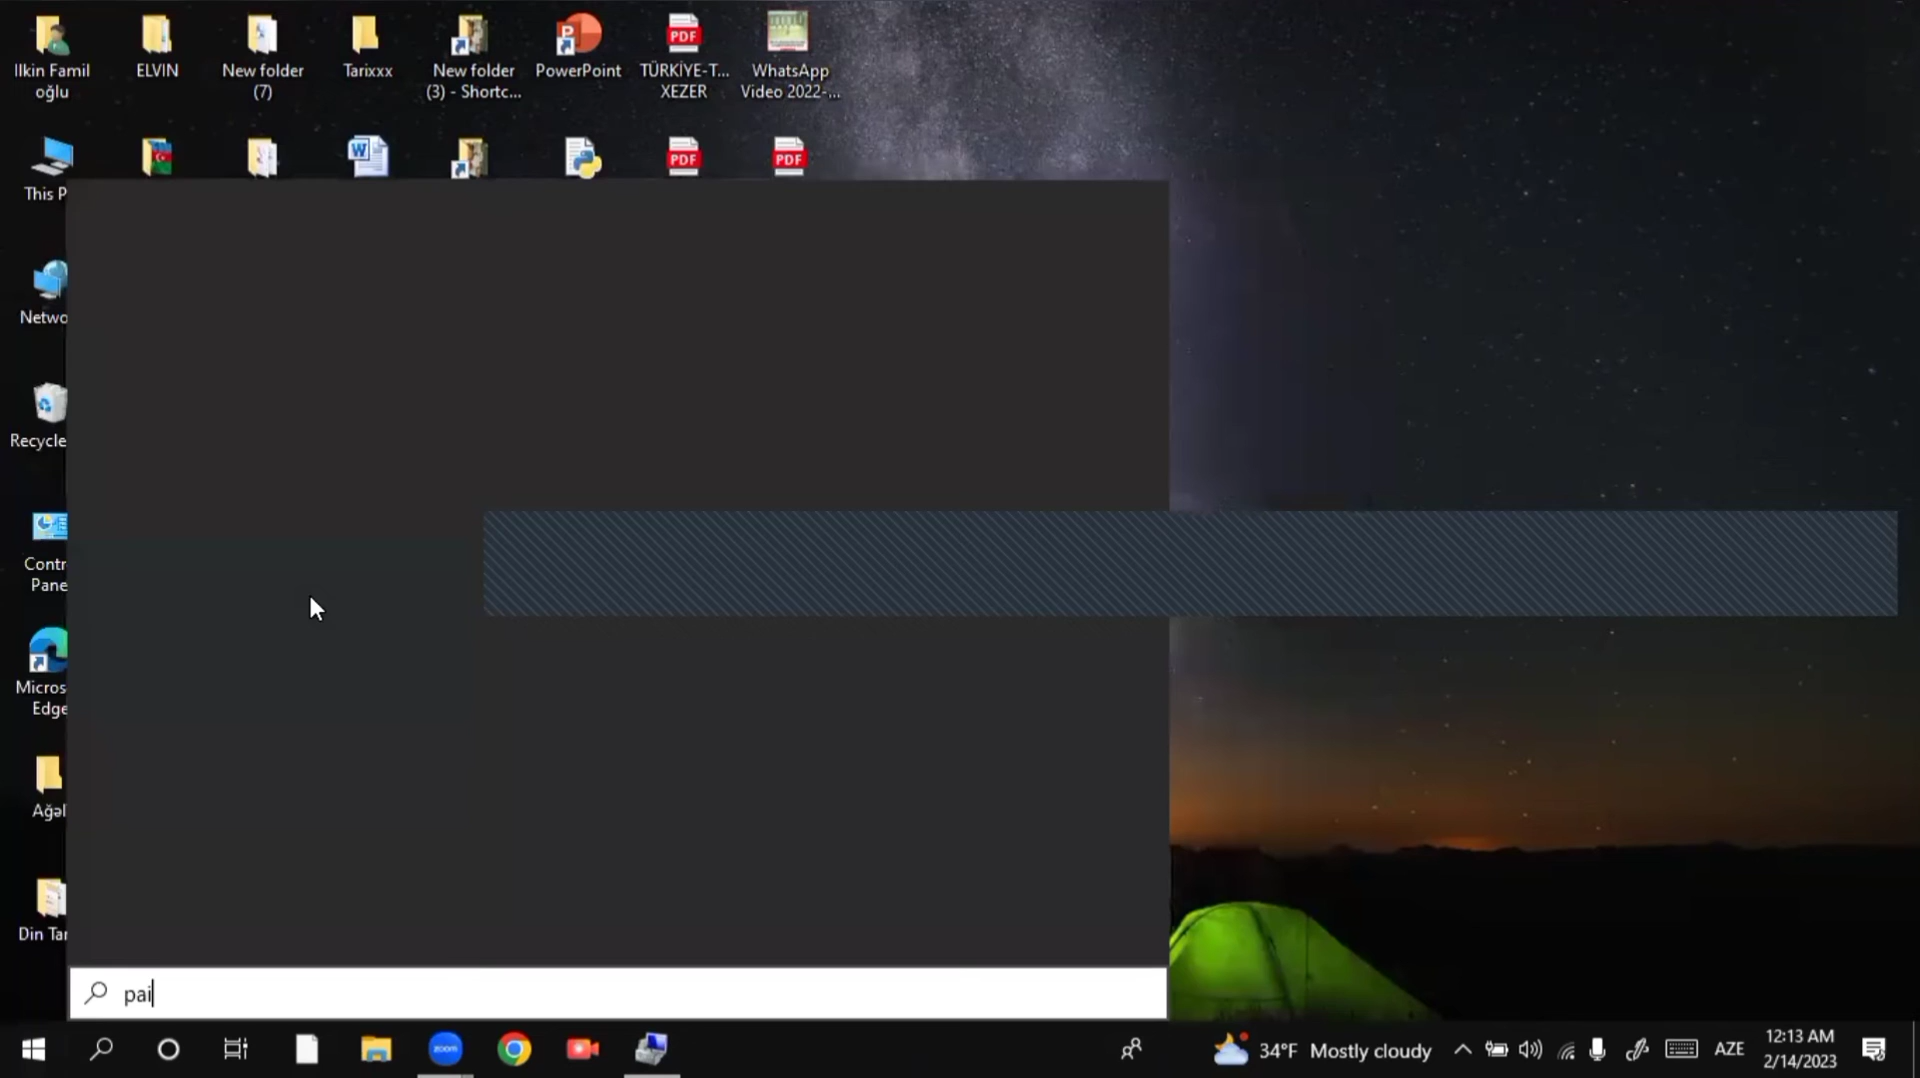 Ilkin Famil
oğlu
ELVIN
New folder
(7)
Tarixxx
New folder
(3) - Shortc...
PowerPoint
TÜRKİYE-T...
XEZER
WhatsApp
Video 2022-...
PDF
P
W
PDF
PDF
This P
Netwo
Recycle
Contr
Pane
Micros
Edge
Ağəl
Din Tar
pai
zoom
34°F Mostly cloudy
AZE
12:13 AM
2/14/2023